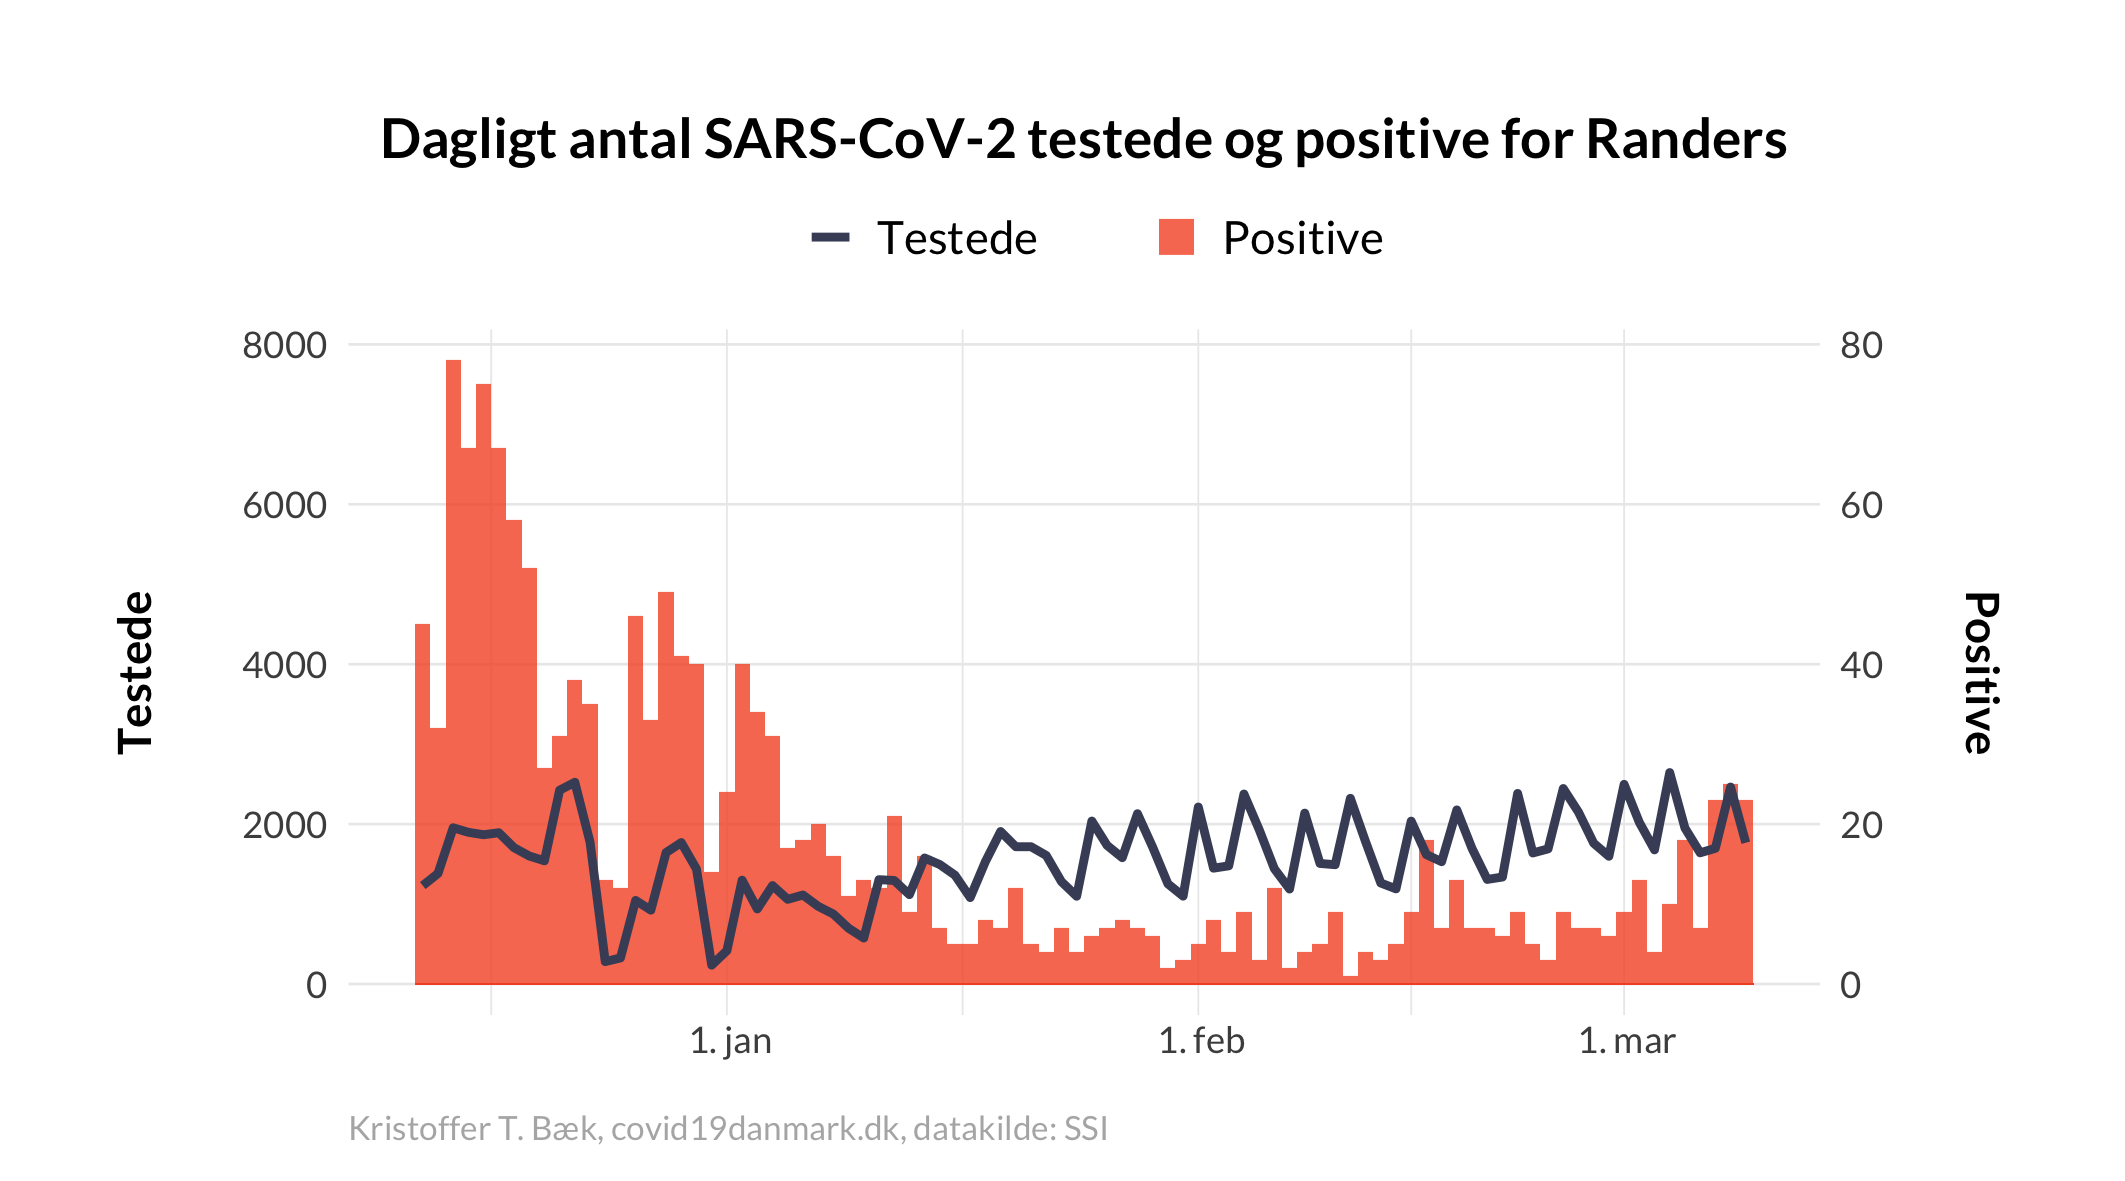 Dagligt antal SARS-CoV-2 testede og positive for Randers
Testede Positive
8000 80
6000 60
4000 40
2000 20
0 0
Testede
Positive
1. jan 1. feb 1. mar
Kristoffer T. Bæk, covid19danmark.dk, datakilde: SSI